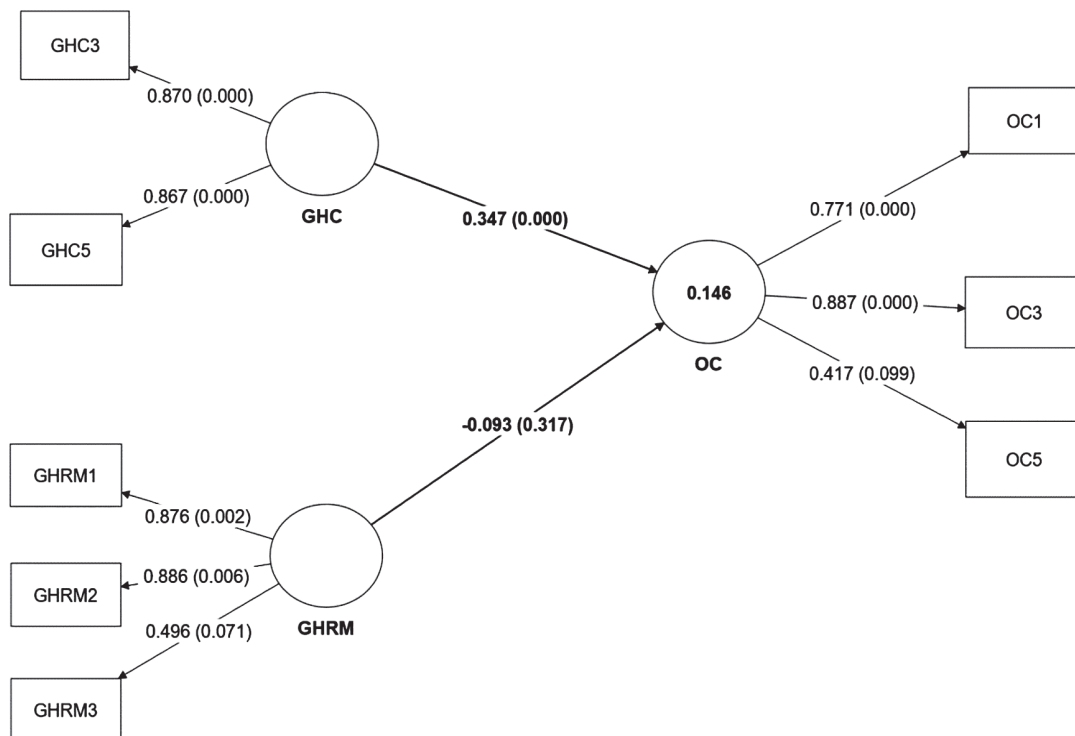 GHC3
0.870 (0.000)
0.867 (0.000)
GHC5
GHC
0.347 (0.000)
OC1
0.771 (0.000)
0.146
OC
0.887 (0.000)
OC3
0.417 (0.099)
OC5
-0.093 (0.317)
GHRM1
0.876 (0.002)
GHRM2
0.886 (0.006)
0.496 (0.071)
GHRM
GHRM3